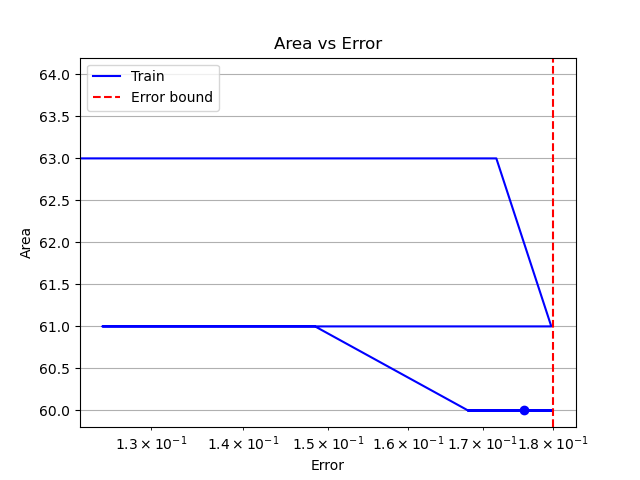 Area vs Error
Train
Error bound
64.0
63.5
63.0
62.5
62.0
61.5
61.0
60.5
60.0
Area
1.3 × 10⁻¹ 1.4 × 10⁻¹ 1.5 × 10⁻¹ 1.6 × 10⁻¹ 1.7 × 10⁻¹ 1.8 × 10⁻¹
Error